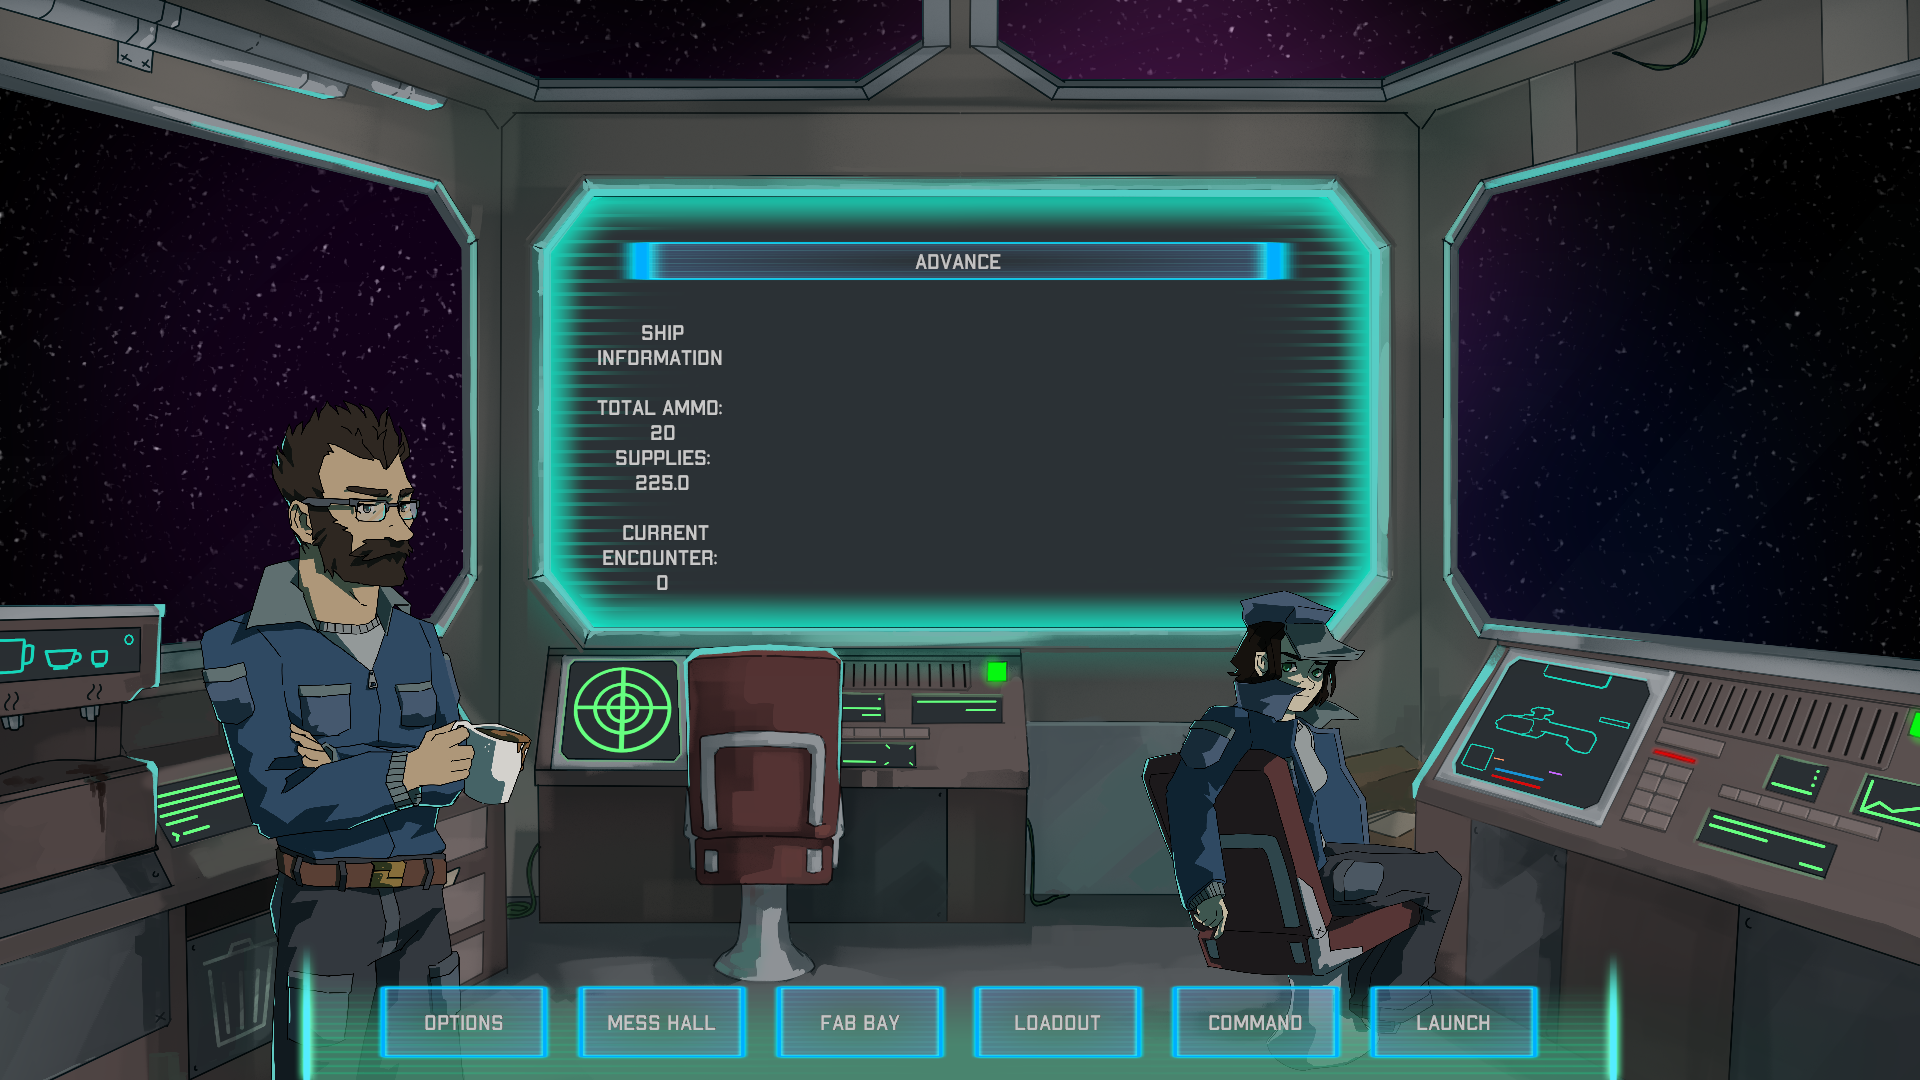 ADVANCE
SHIP
INFORMATION
TOTAL AMMO:
20
SUPPLIES:
225.0
CURRENT
ENCOUNTER:
0
OPTIONS
MESS HALL
FAB BAY
LOADOUT
COMMAND
LAUNCH